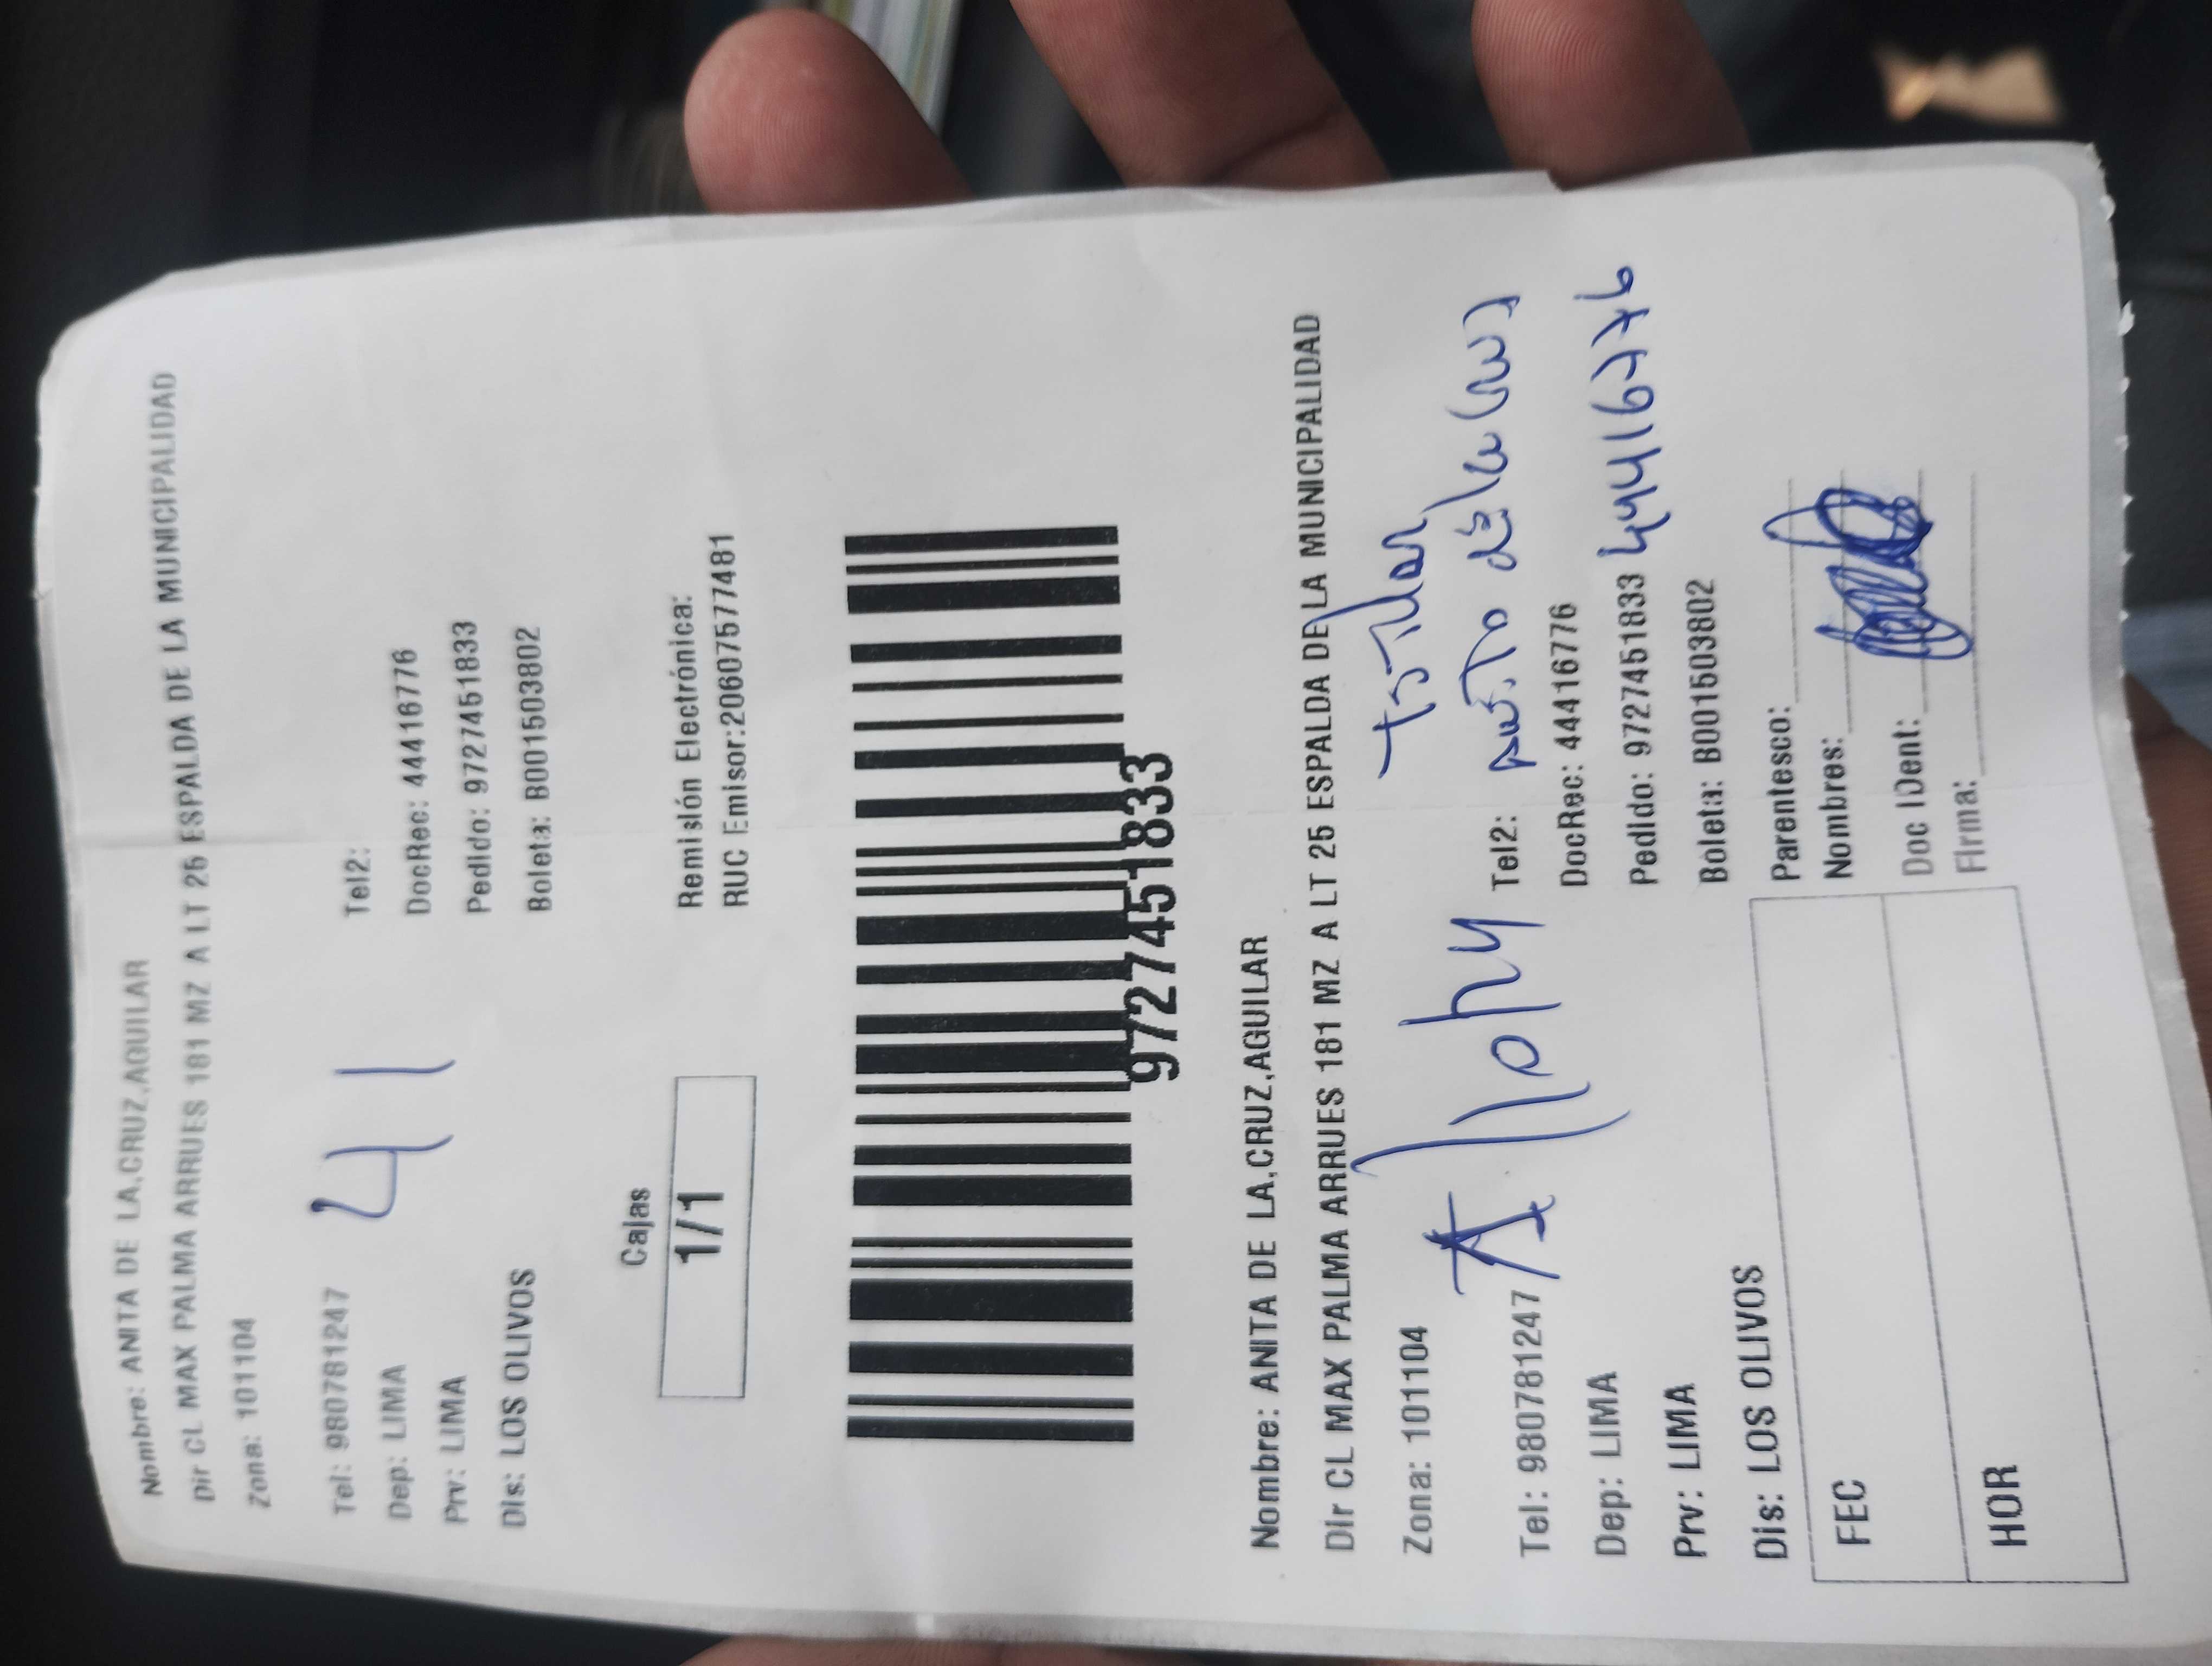 Nombre: ANITA DE LA,CRUZ,AGUILAR
Dir CL MAX PALMA ARRUES 181 MZ A LT 25 ESPALDA DE LA MUNICIPALIDAD
Zona: 101104
41
Tel: 980781247 Tel2:
Dep: LIMA DocRec: 44416776
Prv: LIMA Pedido: 9727451833
Dis: LOS OLIVOS Boleta: B001503802
Cajas
1/1
Remisión Electrónica:
RUC Emisor:20607577481
9727451833
Nombre: ANITA DE LA,CRUZ,AGUILAR
Dir CL MAX PALMA ARRUES 181 MZ A LT 25 ESPALDA DE LA MUNICIPALIDAD
Zona: 101104
Tel: 980781247 Tel2:
de la
Dep: LIMA DocRec: 44416776
Prv: LIMA Pedido: 9727451833 44416776
Dis: LOS OLIVOS Boleta: B001503802
FEC
HOR
Parentesco:
Nombres:
Doc IDent:
Firma: